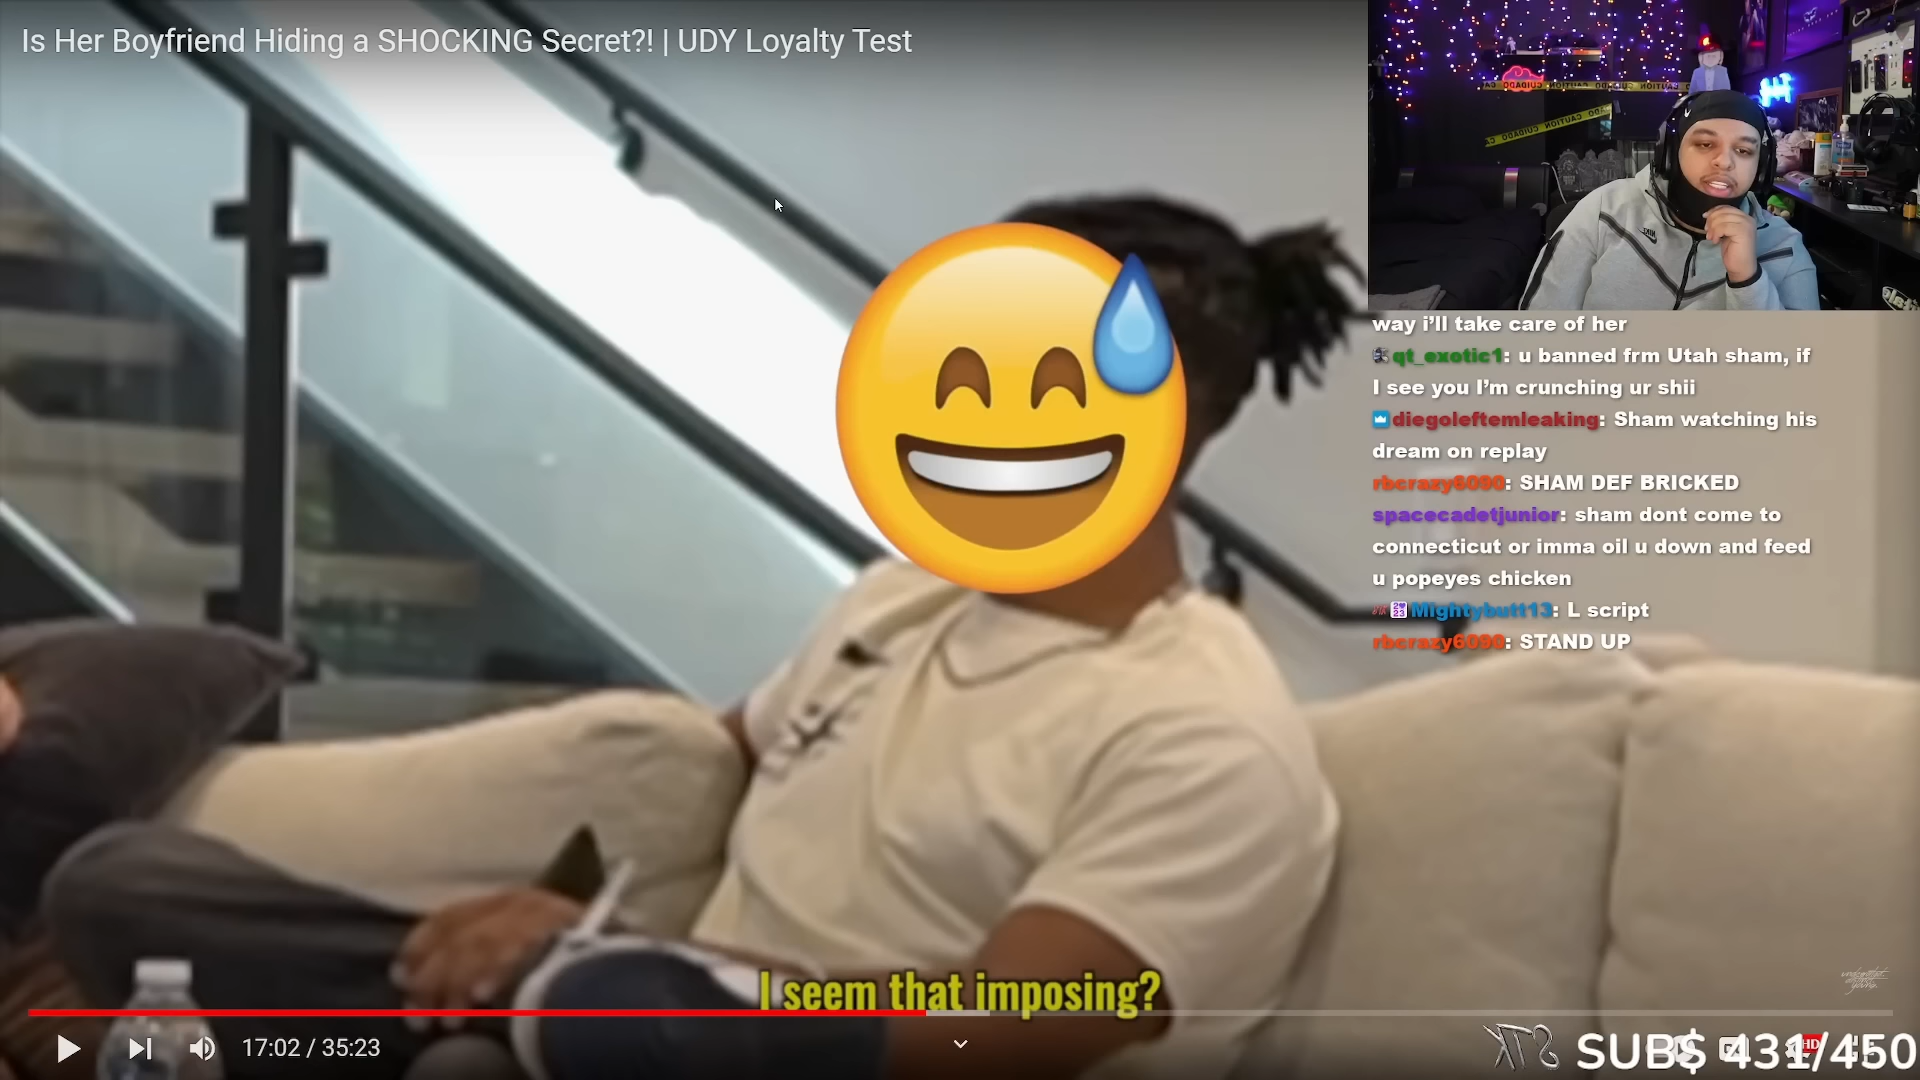 Is Her Boyfriend Hiding a SHOCKING Secret?! | UDY Loyalty Test
way i’ll take care of her
qt_exotic1: u banned frm Utah sham, if
I see you I’m crunching ur shii
diegoleftemleaking: Sham watching his
dream on replay
rbcrazy6090: SHAM DEF BRICKED
spacecadetjunior: sham dont come to
connecticut or imma oil u down and feed
u popeyes chicken
Mightybutt13: L script
rbcrazy6090: STAND UP
I seem that imposing?
17:02 / 35:23
SUB$ 431/450
HD